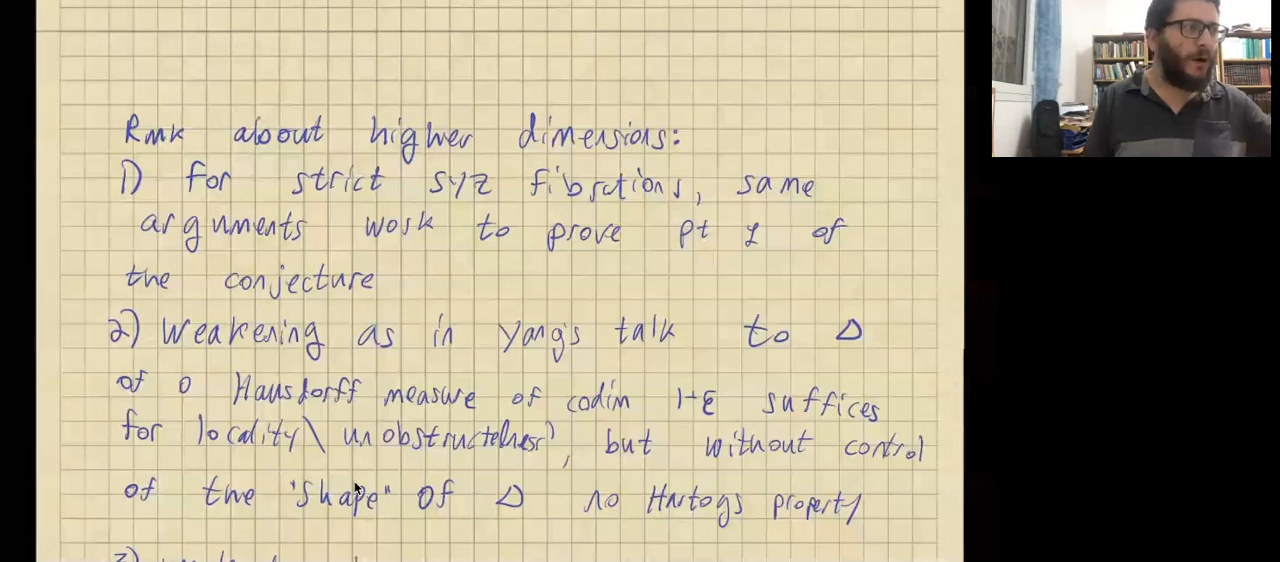 Rmk about higher dimensions:
1) for strict syz fibrations, same
arguments work to prove pt 1 of
the conjecture
2) Weakening as in Yang's talk to Δ
of 0 Hausdorff measure of codim 1+ε suffices
for locality\ unobstructedness, but without control
of the "shape" of Δ no Hartogs property